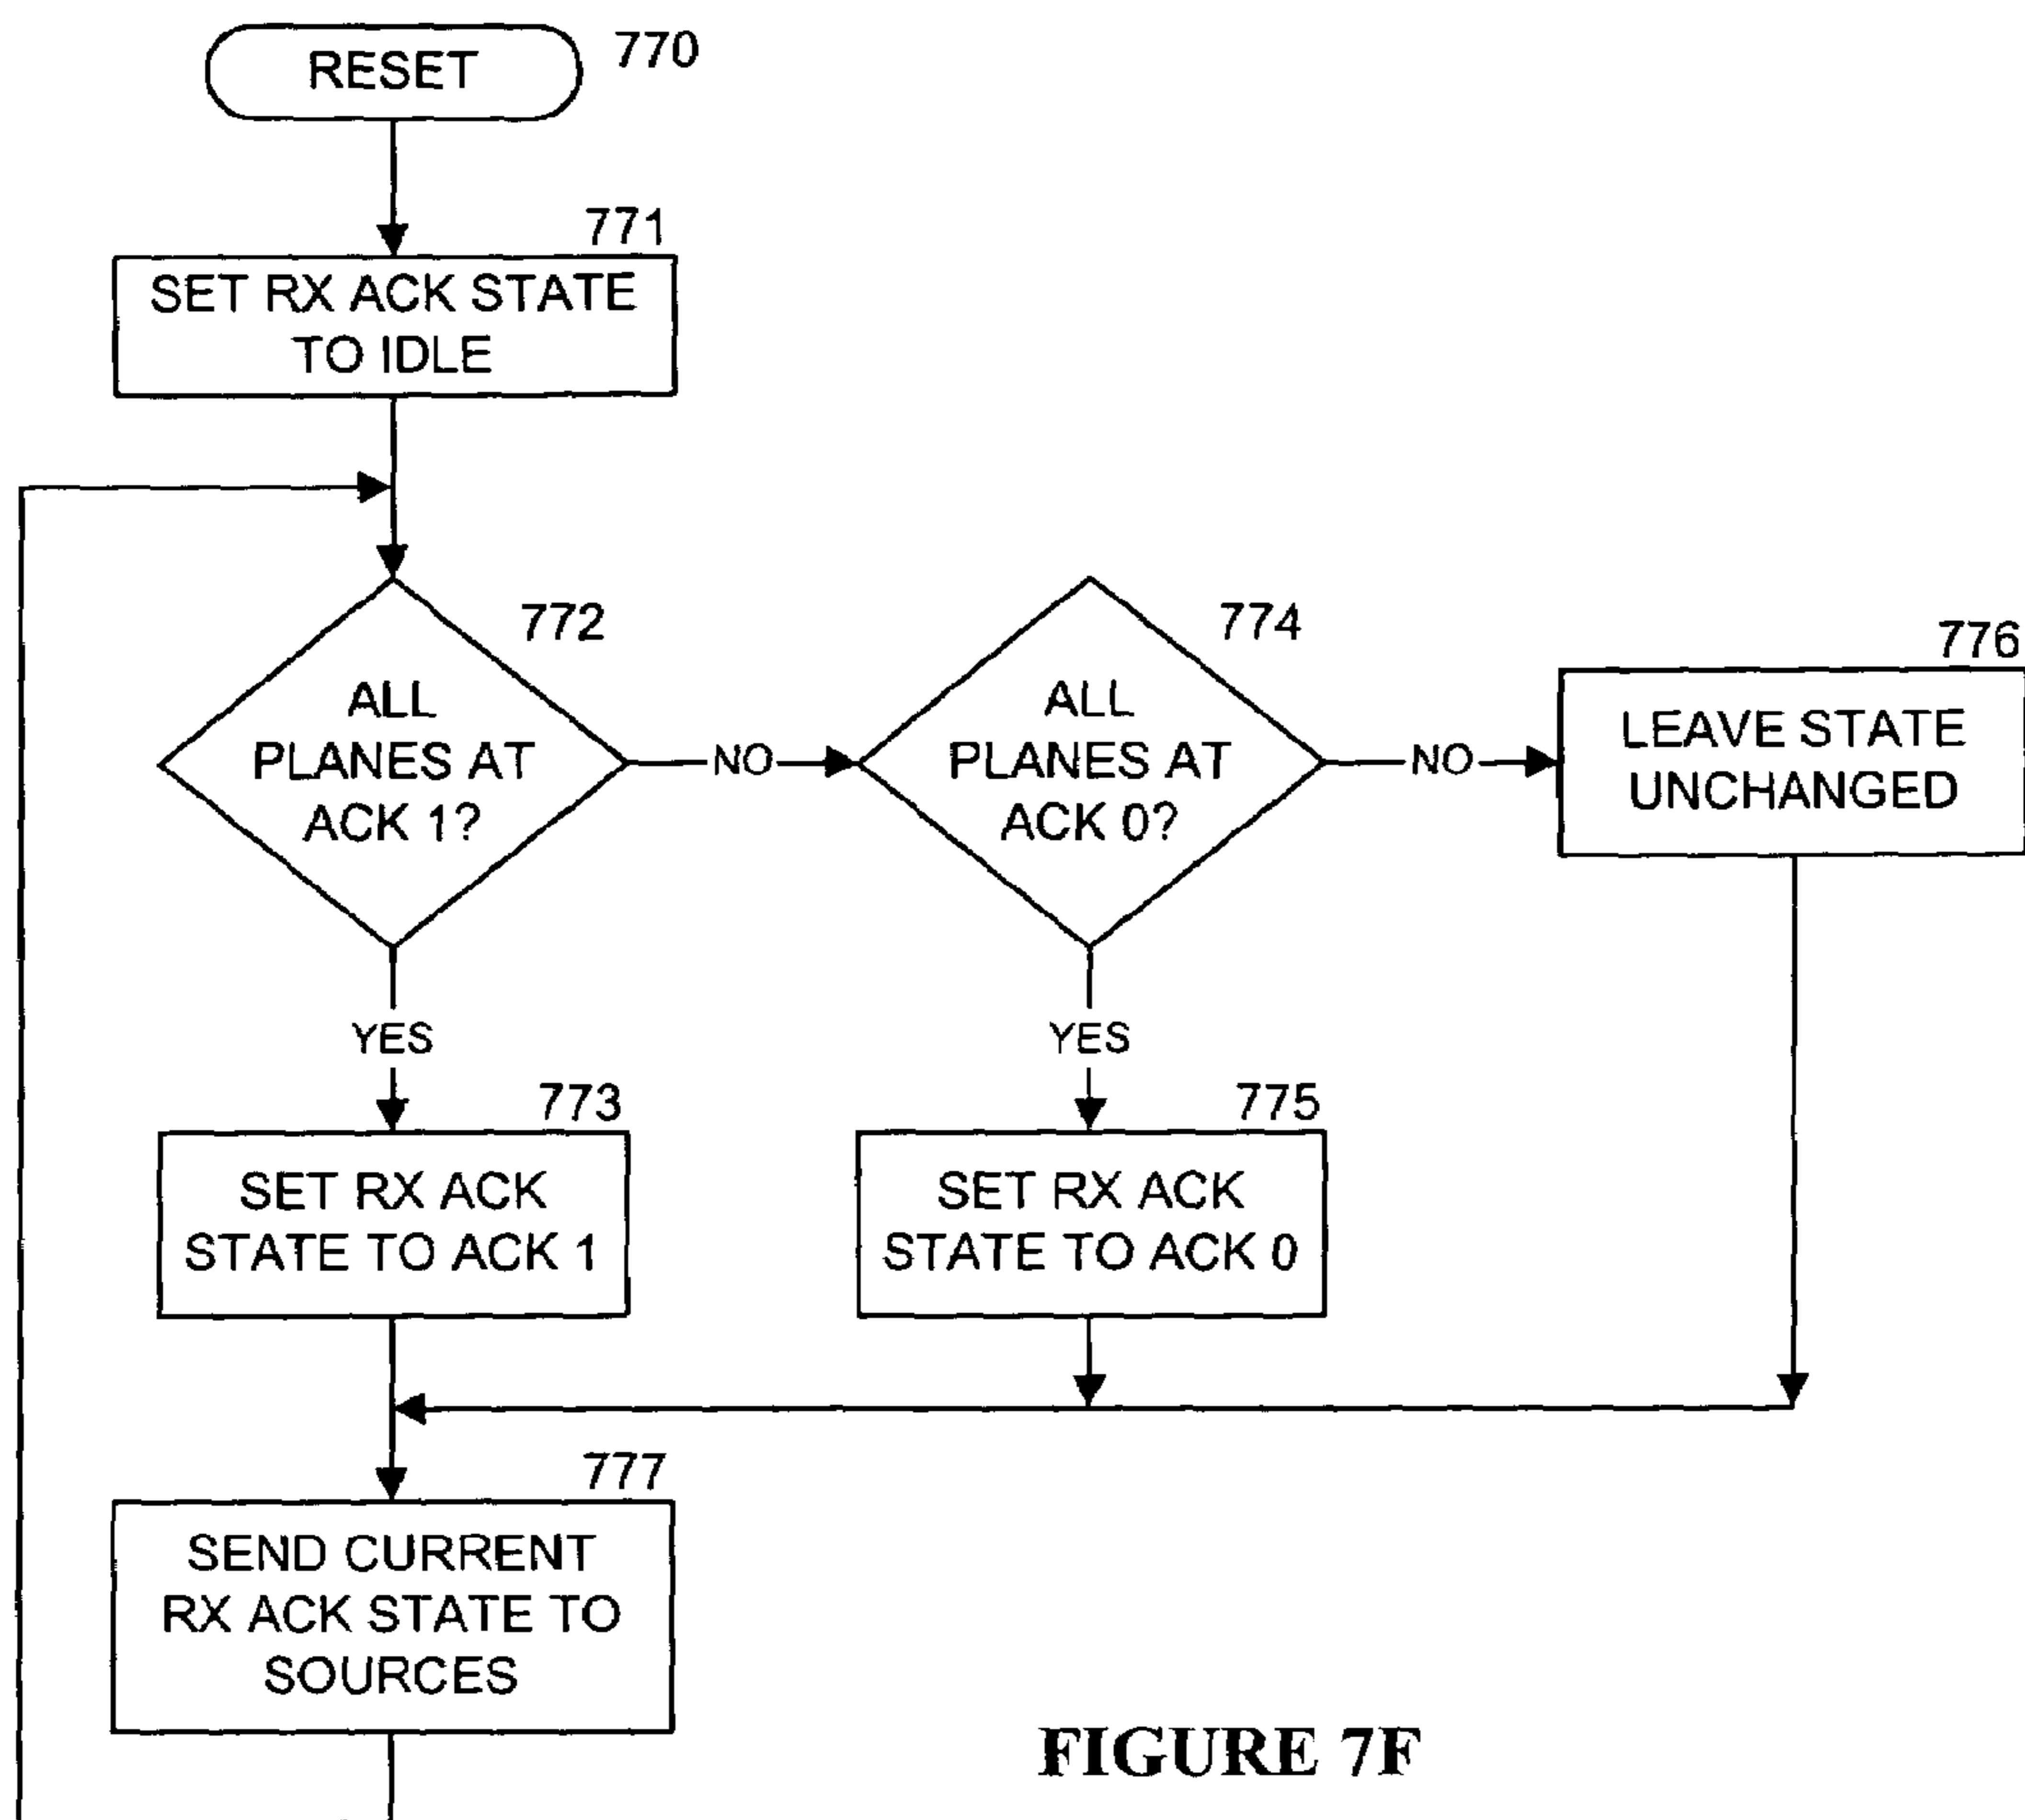 RESET
770
771
SET RX ACK STATE
TO IDLE
772
ALL
PLANES AT
ACK 1?
NO
774
ALL
PLANES AT
ACK 0?
NO
776
LEAVE STATE
UNCHANGED
YES
YES
773
SET RX ACK
STATE TO ACK 1
775
SET RX ACK
STATE TO ACK 0
777
SEND CURRENT
RX ACK STATE TO
SOURCES
FIGURE 7F